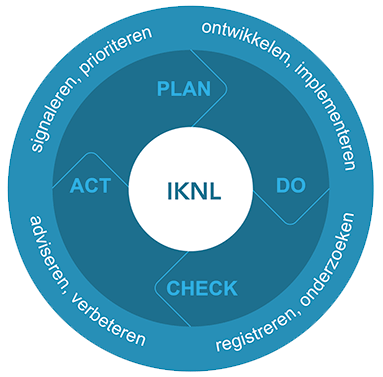 signaleren, prioriteren
ontwikkelen, implementeren
PLAN
ACT
IKNL
DO
CHECK
adviseren, verbeteren
registreren, onderzoeken